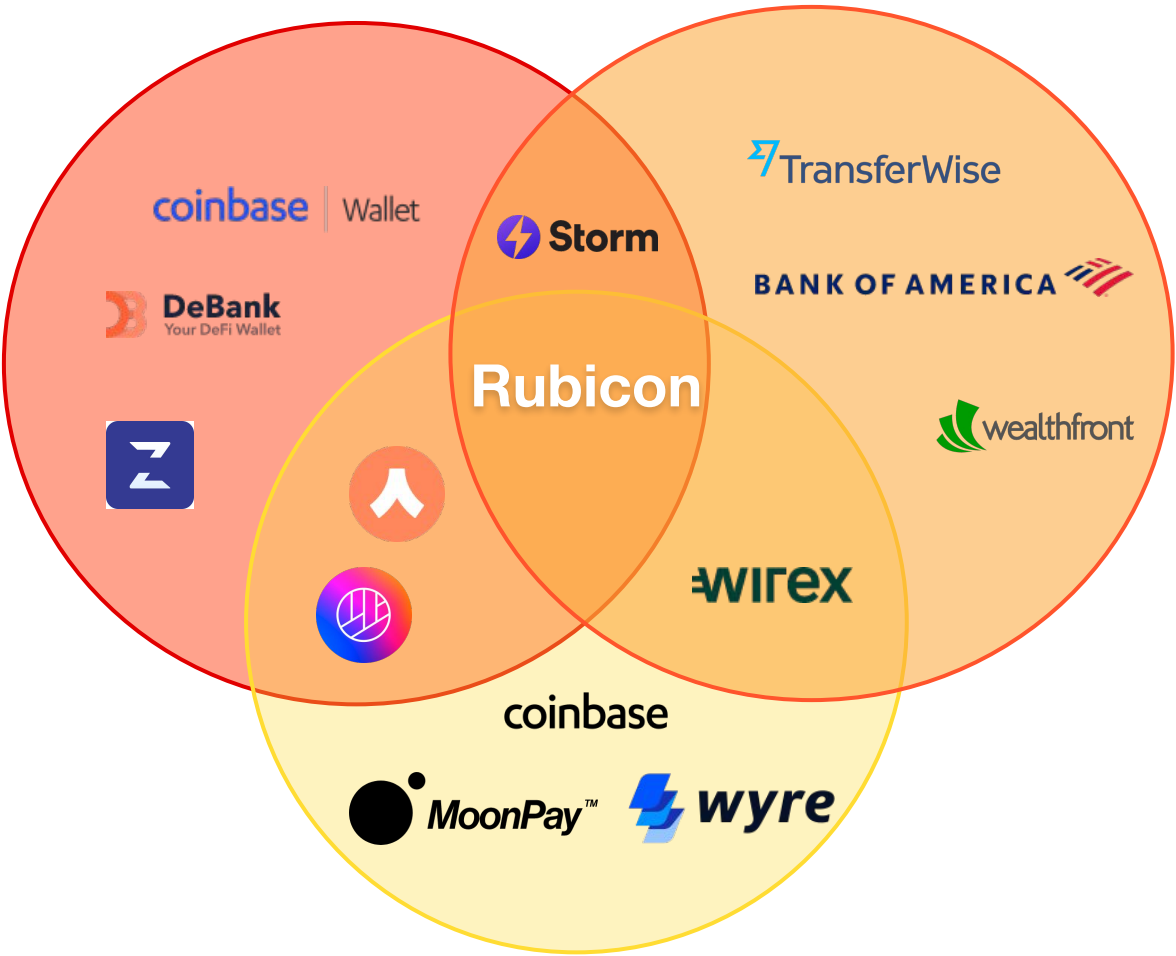 TransferWise
coinbase | Wallet
Storm
BANK OF AMERICA
DeBank
Your DeFi Wallet
Rubicon
wealthfront
wirex
coinbase
MoonPay™
wyre